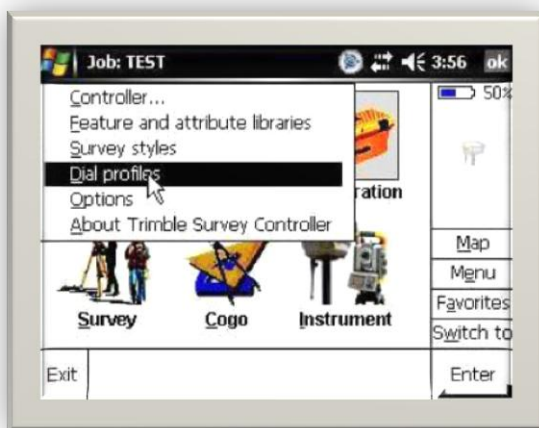 Job: TEST
3:56 ok
50%
Controller...
Feature and attribute libraries
Survey styles
Dial profiles
Options
About Trimble Survey Controller
ration
Survey
Cogo
Instrument
Map
Menu
Favorites
Switch to
Exit
Enter